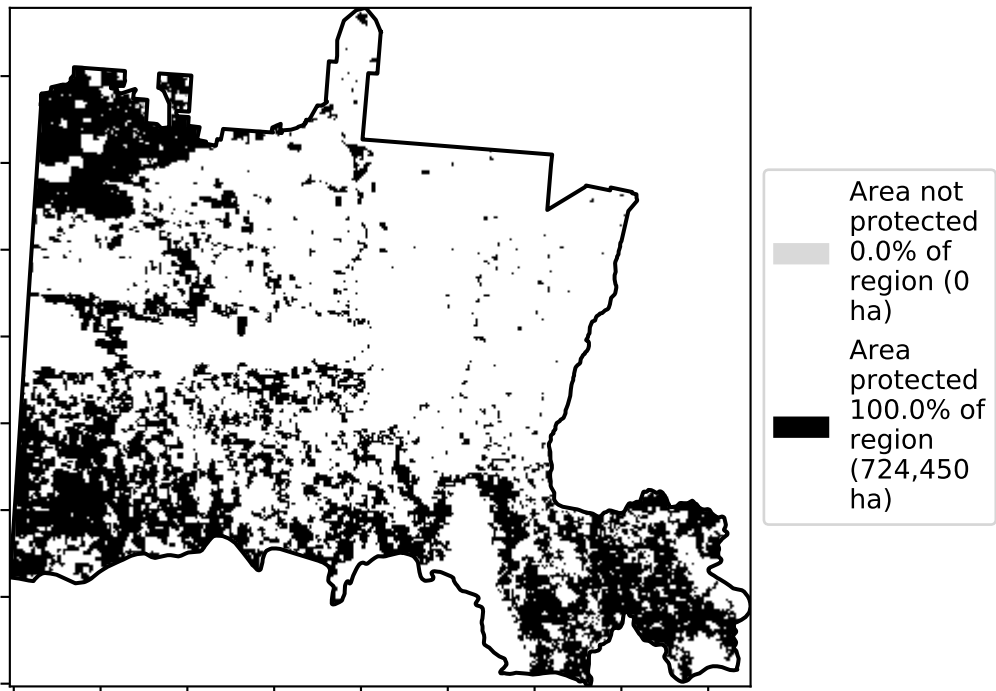 Area not
protected
0.0% of
region (0
ha)
Area
protected
100.0% of
region
(724,450
ha)